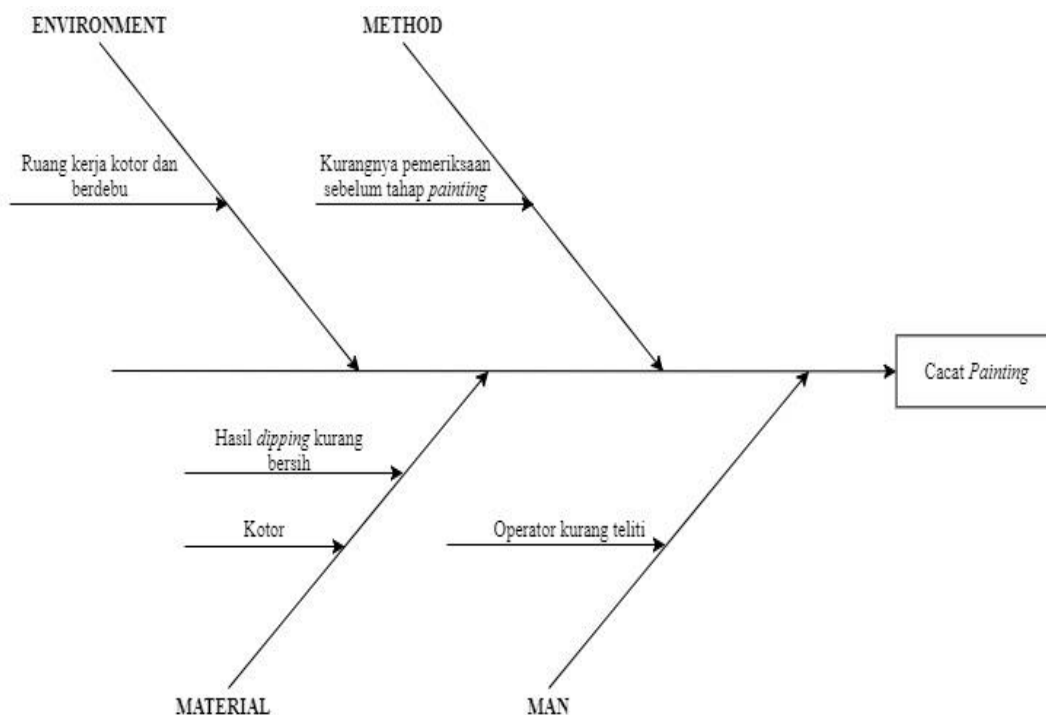 ENVIRONMENT
METHOD
Ruang kerja kotor dan
berdebu
Kurangnya pemeriksaan
sebelum tahap painting
Cacat Painting
Hasil dipping kurang
bersih
Kotor
Operator kurang teliti
MATERIAL
MAN